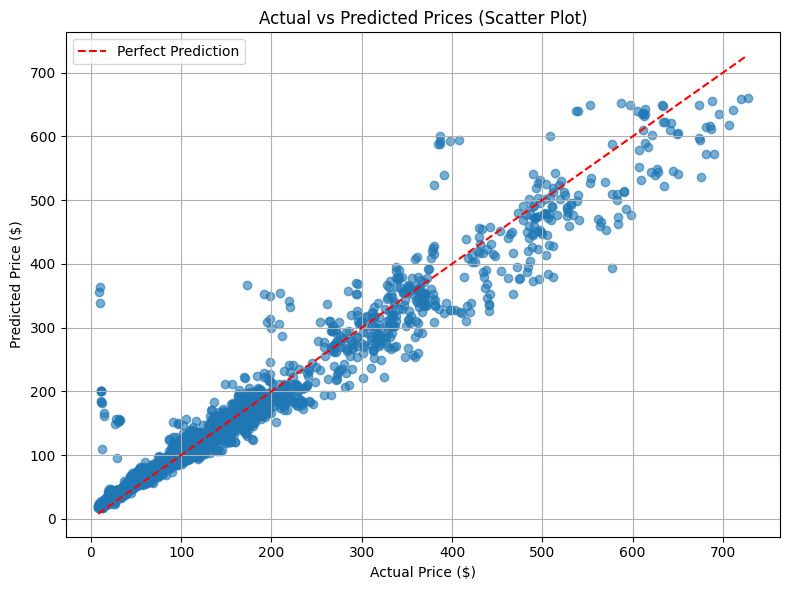 Actual vs Predicted Prices (Scatter Plot)
Perfect Prediction
Predicted Price ($)
700
600
500
400
300
200
100
0
0 100 200 300 400 500 600 700
Actual Price ($)